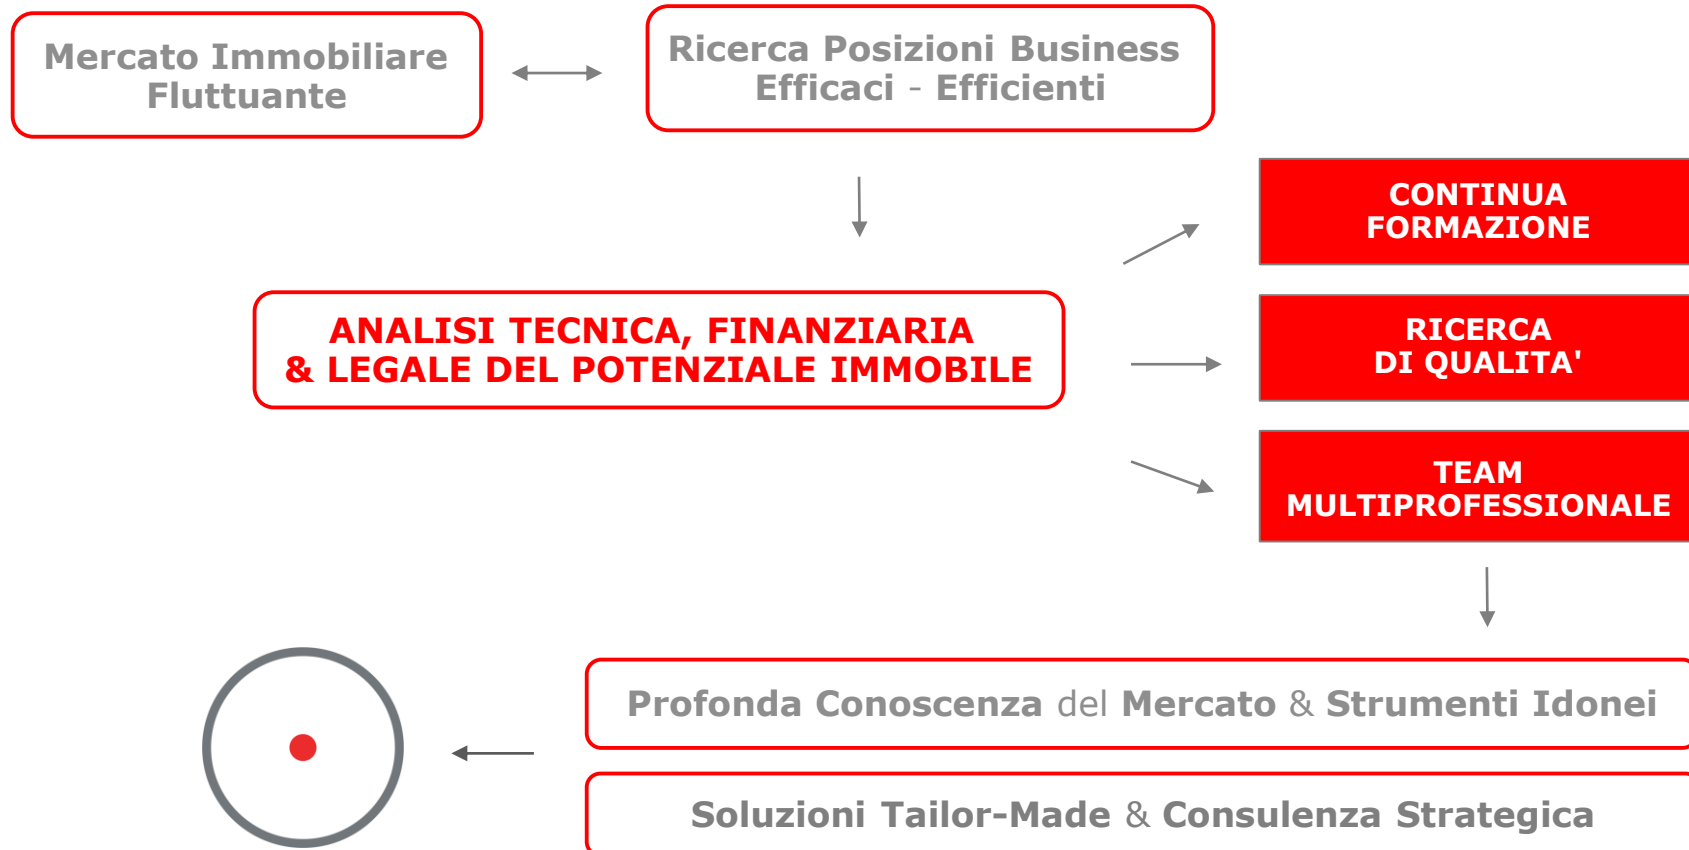 Mercato Immobiliare
Fluttuante
Ricerca Posizioni Business
Efficaci - Efficienti
CONTINUA
FORMAZIONE
ANALISI TECNICA, FINANZIARIA
& LEGALE DEL POTENZIALE IMMOBILE
RICERCA
DI QUALITA'
TEAM
MULTIPROFESSIONALE
Profonda Conoscenza del Mercato & Strumenti Idonei
Soluzioni Tailor-Made & Consulenza Strategica